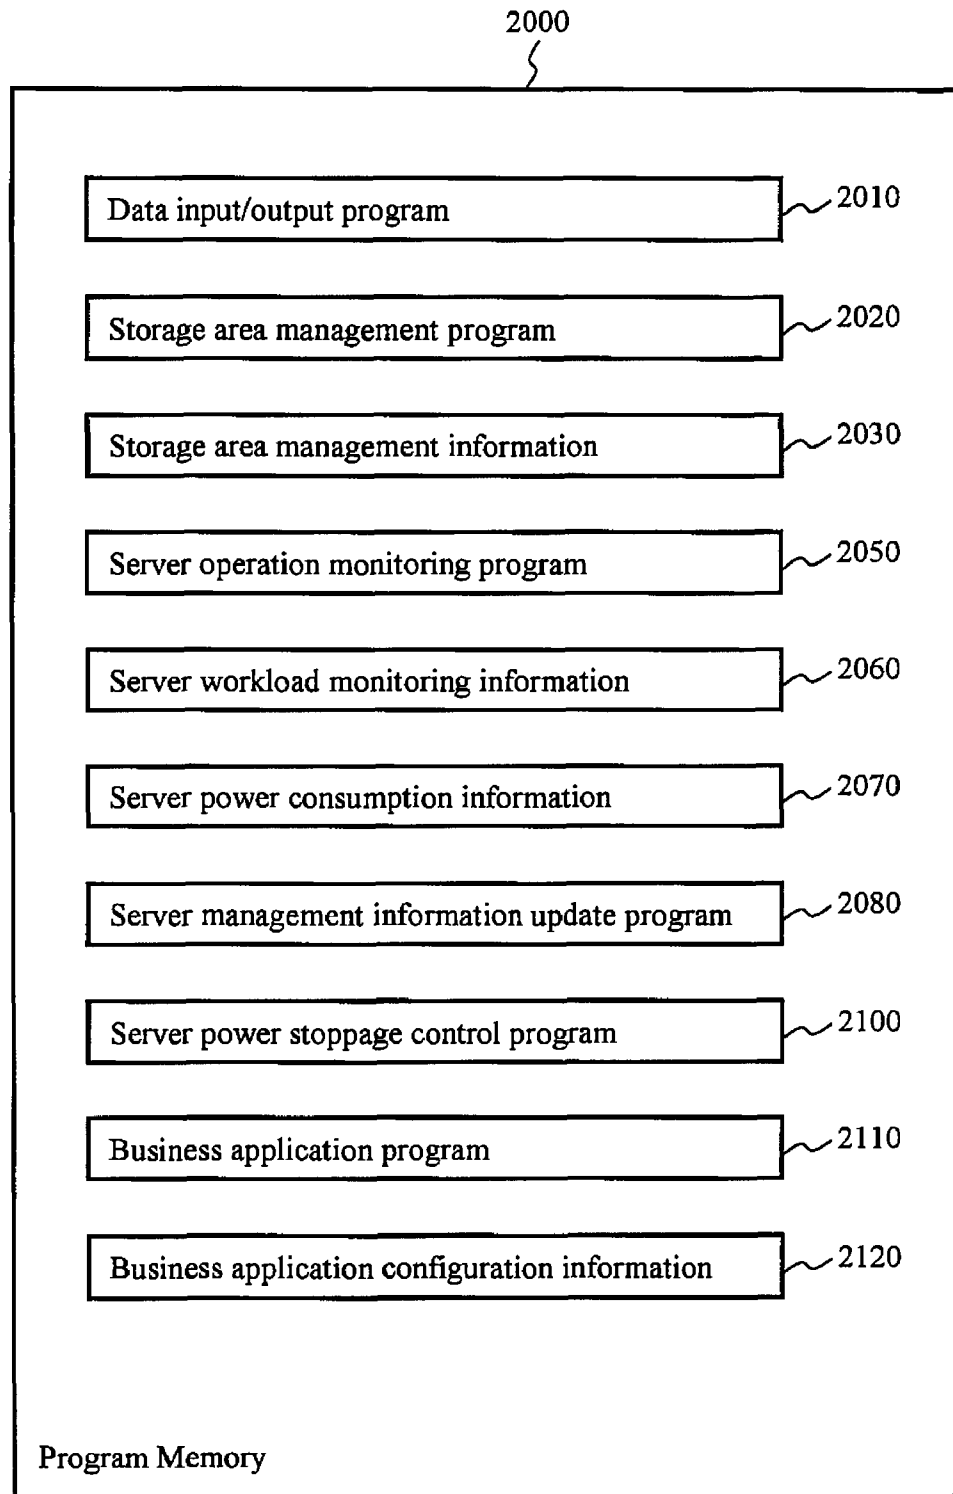 2000
Data input/output program 2010
Storage area management program 2020
Storage area management information 2030
Server operation monitoring program 2050
Server workload monitoring information 2060
Server power consumption information 2070
Server management information update program 2080
Server power stoppage control program 2100
Business application program 2110
Business application configuration information 2120
Program Memory